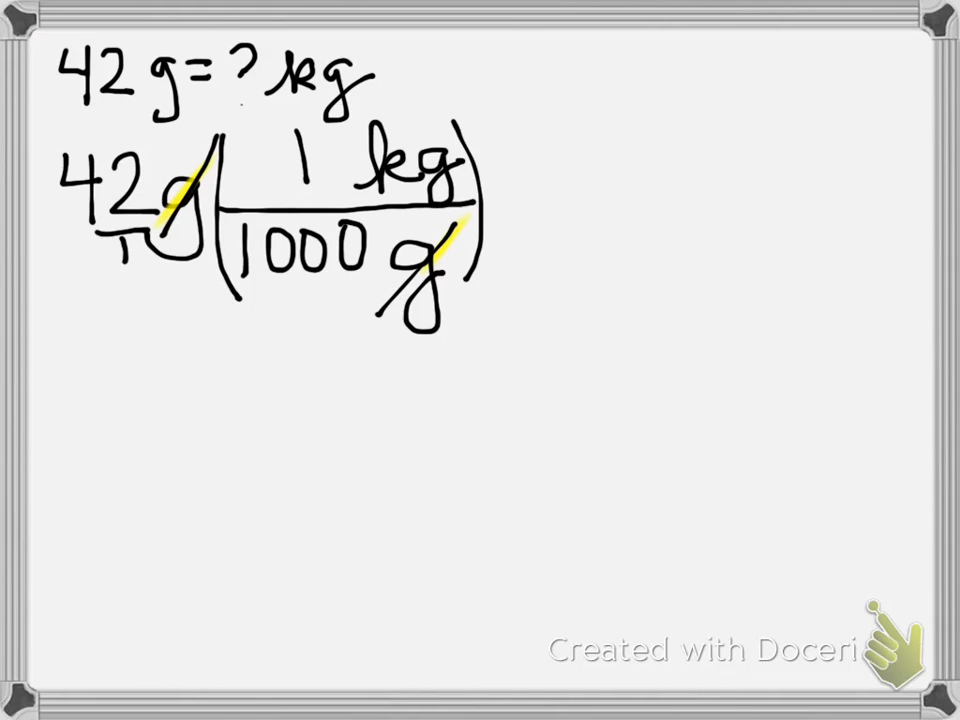 42 g = ? kg
42 g ( 1 kg )
1 1000 g
Created with Doceri